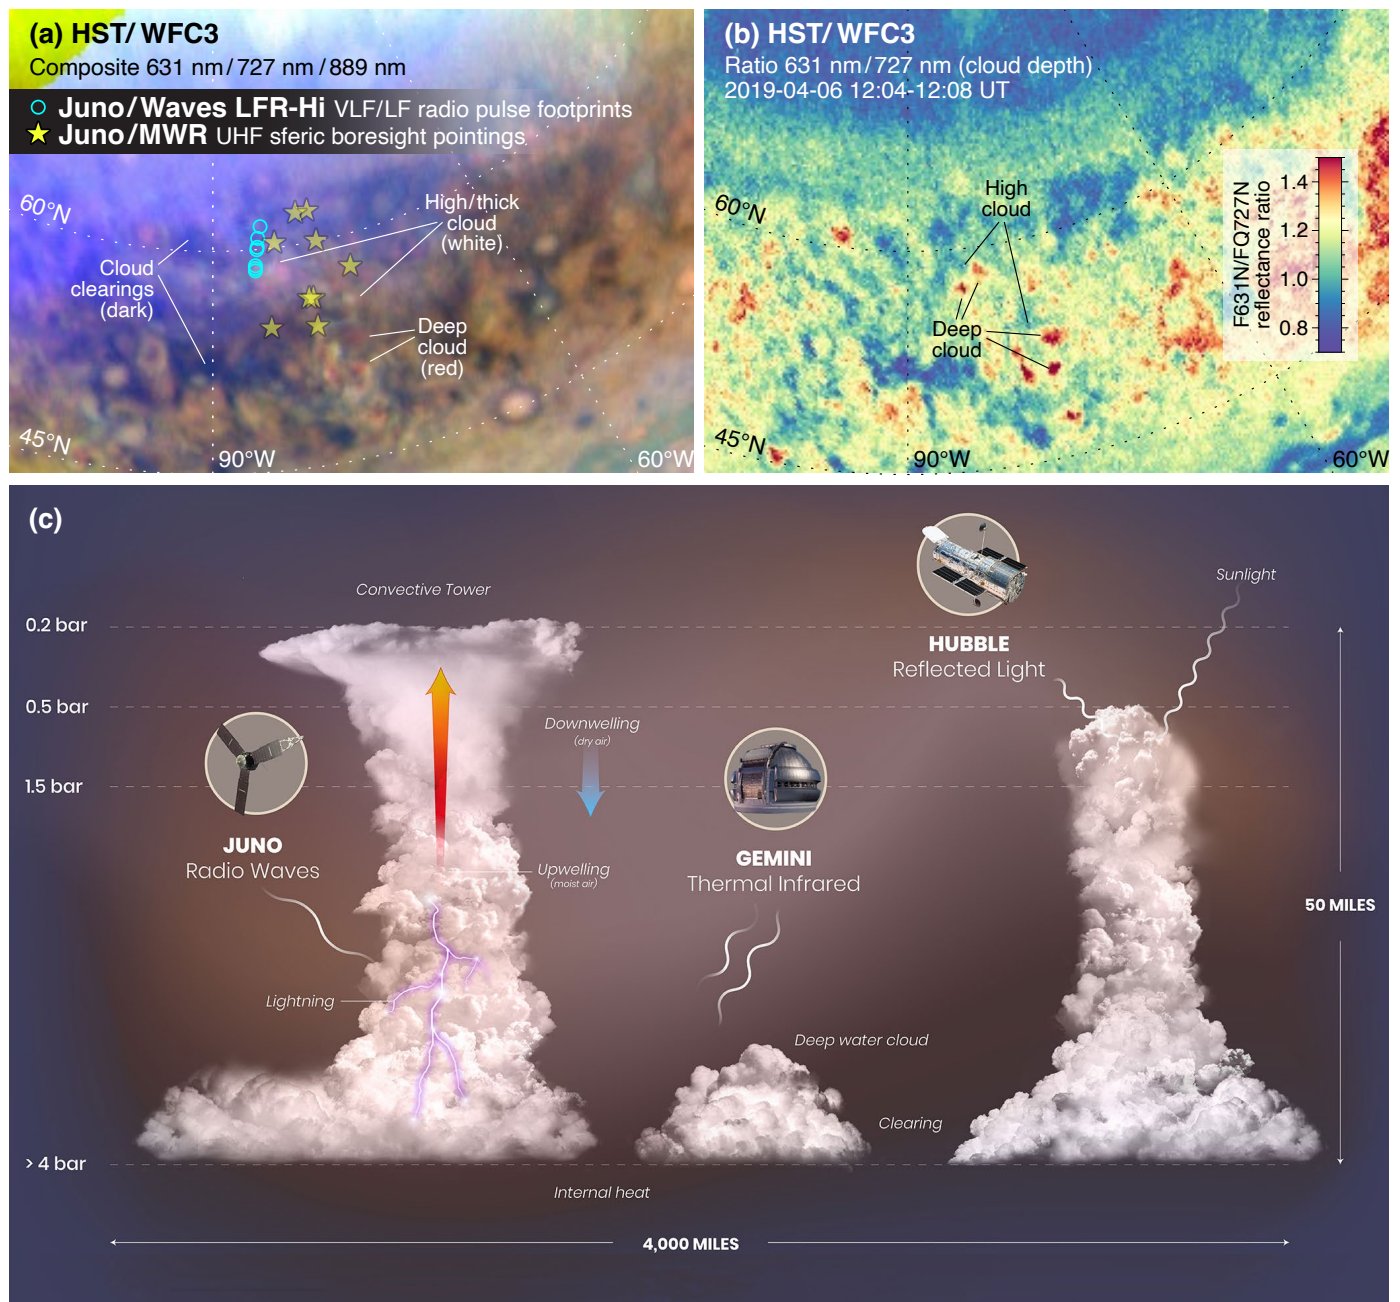 (a) HST/ WFC3
Composite 631 nm / 727 nm / 889 nm
Juno/Waves LFR-Hi VLF/LF radio pulse footprints
Juno/MWR UHF sferic boresight pointings
60°N
High/thick
cloud
(white)
Cloud
clearings
(dark)
Deep
cloud
(red)
45°N
90°W
60°W
(b) HST/ WFC3
Ratio 631 nm / 727 nm (cloud depth)
2019-04-06 12:04-12:08 UT
60°N
High
cloud
Deep
cloud
F631N/FQ727N
reflectance ratio
1.4
1.2
1.0
0.8
45°N
90°W
60°W
(c)
Convective Tower
Sunlight
0.2 bar
HUBBLE
Reflected Light
0.5 bar
Downwelling
(dry air)
1.5 bar
JUNO
Radio Waves
GEMINI
Thermal Infrared
Upwelling
(moist air)
50 MILES
Lightning
Deep water cloud
Clearing
> 4 bar
Internal heat
4,000 MILES